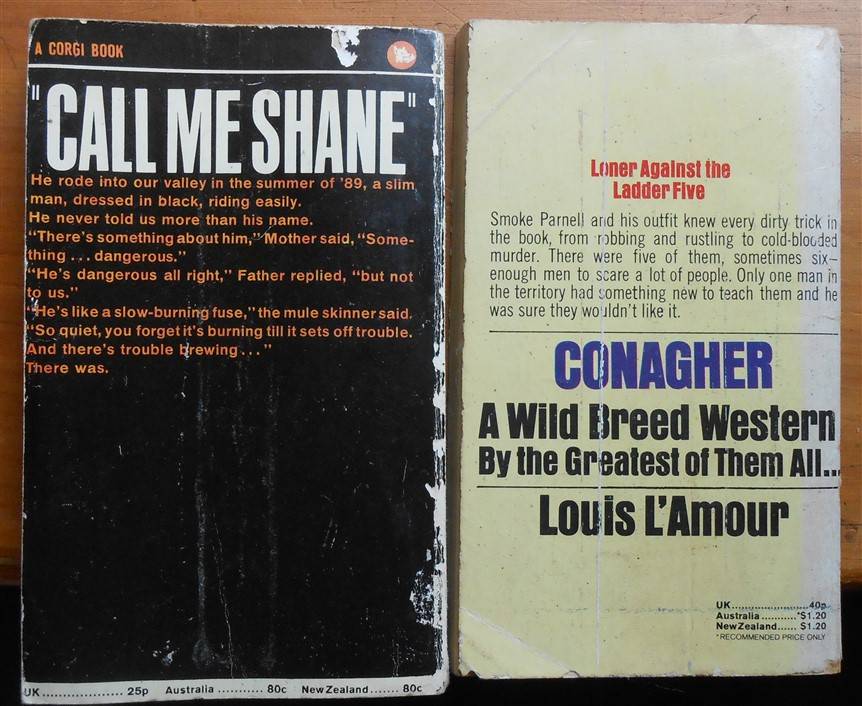 A CORGI BOOK
"CALL ME SHANE"
He rode into our valley in the summer of '89, a slim
man, dressed in black, riding easily.
He never told us more than his name.
"There's something about him," Mother said, "Some-
thing ... dangerous."
"He's dangerous all right," Father replied, "but not
to us."
"He's like a slow-burning fuse," the mule skinner said.
"So quiet, you forget it's burning till it sets off trouble.
And there's trouble brewing ..."
There was.
UK ...................... 25p Australia ........... 80c New Zealand ....... 80c
Loner Against the
Ladder Five
Smoke Parnell and his outfit knew every dirty trick in
the book, from robbing and rustling to cold-blooded
murder. There were five of them, sometimes six—
enough men to scare a lot of people. Only one man in
the territory had something new to teach them and he
was sure they wouldn't like it.
CONAGHER
A Wild Breed Western
By the Greatest of Them All...
Louis L'Amour
UK.......................40p
Australia ...........*$1.20
New Zealand...... $1.20
*RECOMMENDED PRICE ONLY